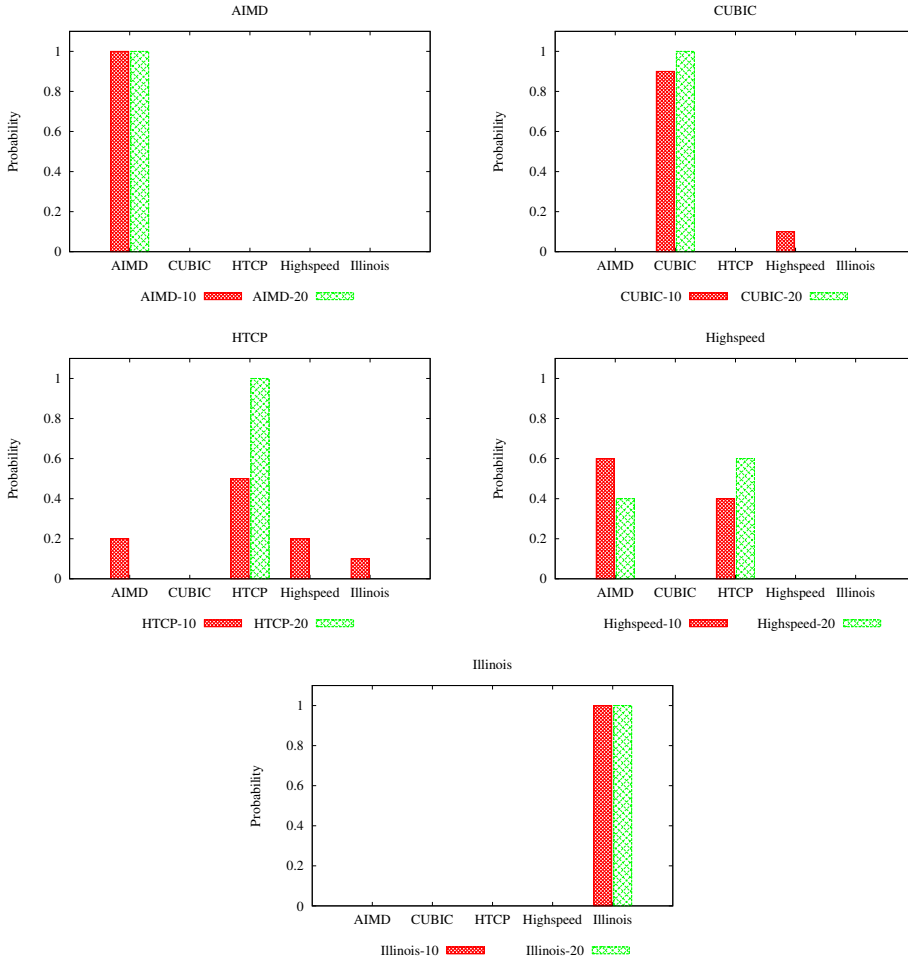 AIMD
Probability
1
0.8
0.6
0.4
0.2
0
AIMD CUBIC HTCP Highspeed Illinois
AIMD-10 AIMD-20
CUBIC
Probability
1
0.8
0.6
0.4
0.2
0
AIMD CUBIC HTCP Highspeed Illinois
CUBIC-10 CUBIC-20
HTCP
Probability
1
0.8
0.6
0.4
0.2
0
AIMD CUBIC HTCP Highspeed Illinois
HTCP-10 HTCP-20
Highspeed
Probability
1
0.8
0.6
0.4
0.2
0
AIMD CUBIC HTCP Highspeed Illinois
Highspeed-10 Highspeed-20
Illinois
Probability
1
0.8
0.6
0.4
0.2
0
AIMD CUBIC HTCP Highspeed Illinois
Illinois-10 Illinois-20